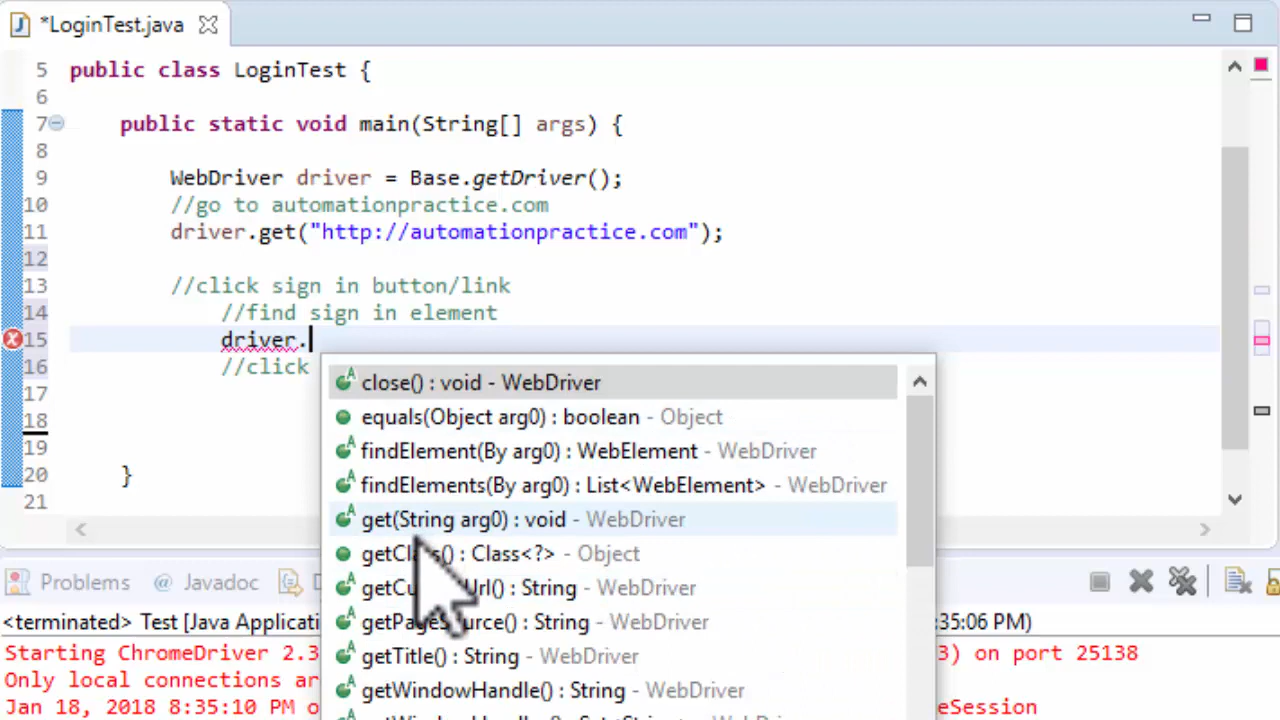 *LoginTest.java
5 public class LoginTest {
6
7 public static void main(String[] args) {
8
9 WebDriver driver = Base.getDriver();
10 //go to automationpractice.com
11 driver.get("http://automationpractice.com");
12
13 //click sign in button/link
14 //find sign in element
15 driver.
16 //click
17
18
19
20 }
21
close() : void - WebDriver
equals(Object arg0) : boolean - Object
findElement(By arg0) : WebElement - WebDriver
findElements(By arg0) : List<WebElement> - WebDriver
get(String arg0) : void - WebDriver
getClass() : Class<?> - Object
getCurrentUrl() : String - WebDriver
getPageSource() : String - WebDriver
getTitle() : String - WebDriver
getWindowHandle() : String - WebDriver
Problems @ Javadoc
<terminated> Test [Java Applicati :35:06 PM)
Starting ChromeDriver 2.3 3) on port 25138
Only local connections ar
Jan 18, 2018 8:35:10 PM o eSession